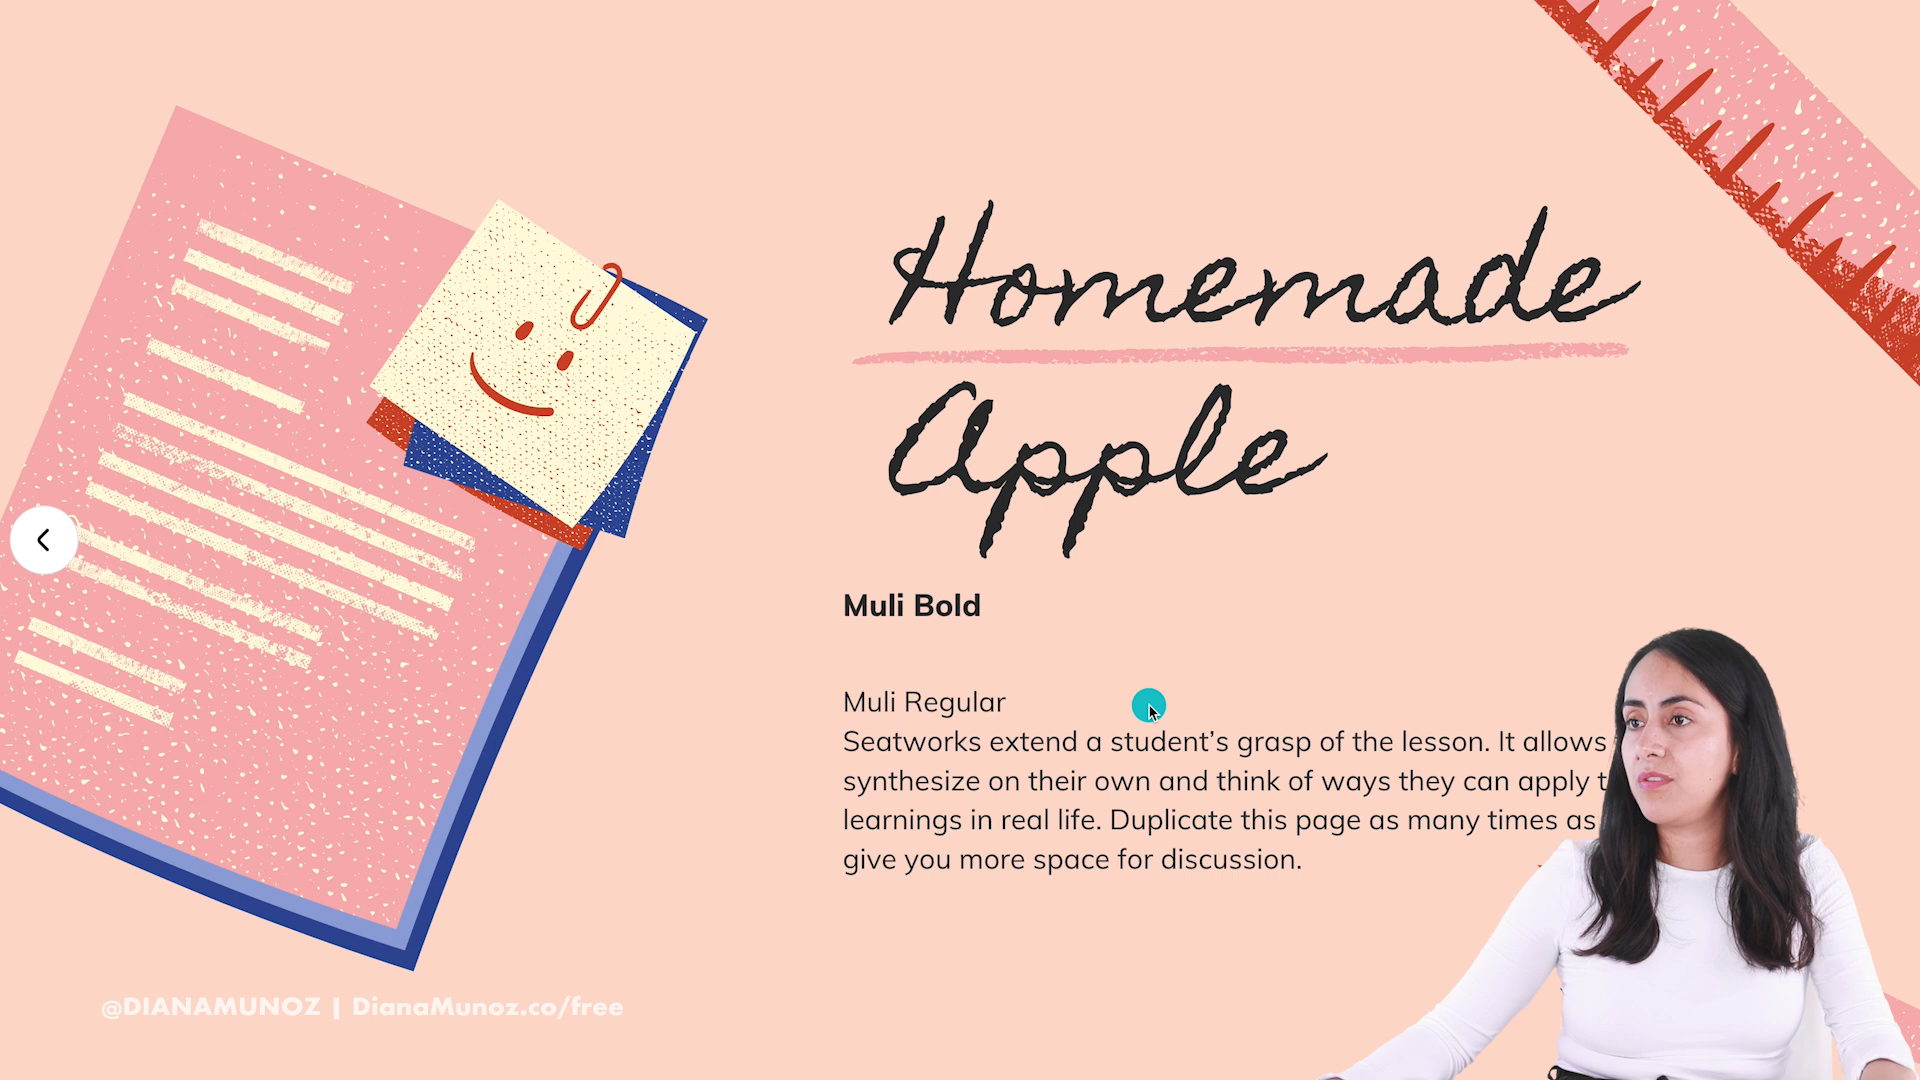 Homemade
Apple
Muli Bold
Muli Regular
Seatworks extend a student’s grasp of the lesson. It allows
synthesize on their own and think of ways they can apply t
learnings in real life. Duplicate this page as many times as
give you more space for discussion.
@DIANAMUNOZ | DianaMunoz.co/free